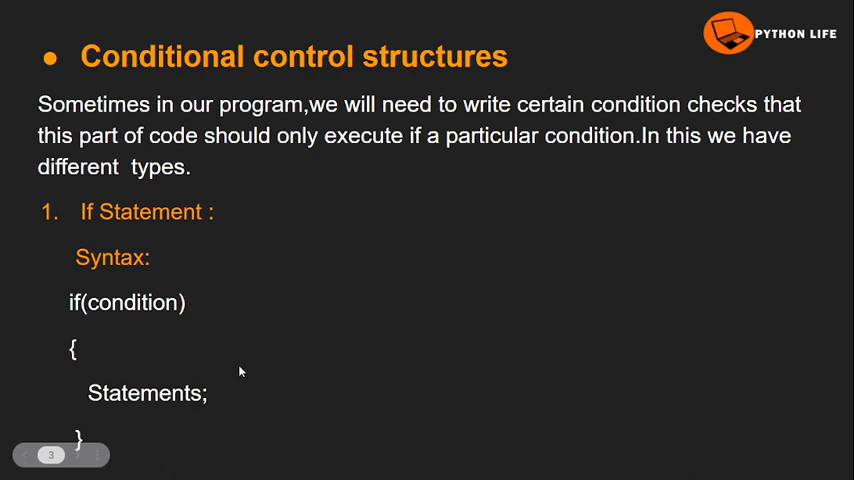 PYTHON LIFE
● Conditional control structures
Sometimes in our program,we will need to write certain condition checks that
this part of code should only execute if a particular condition.In this we have
different  types.
1. If Statement :
Syntax:
if(condition)
{
Statements;
}
3